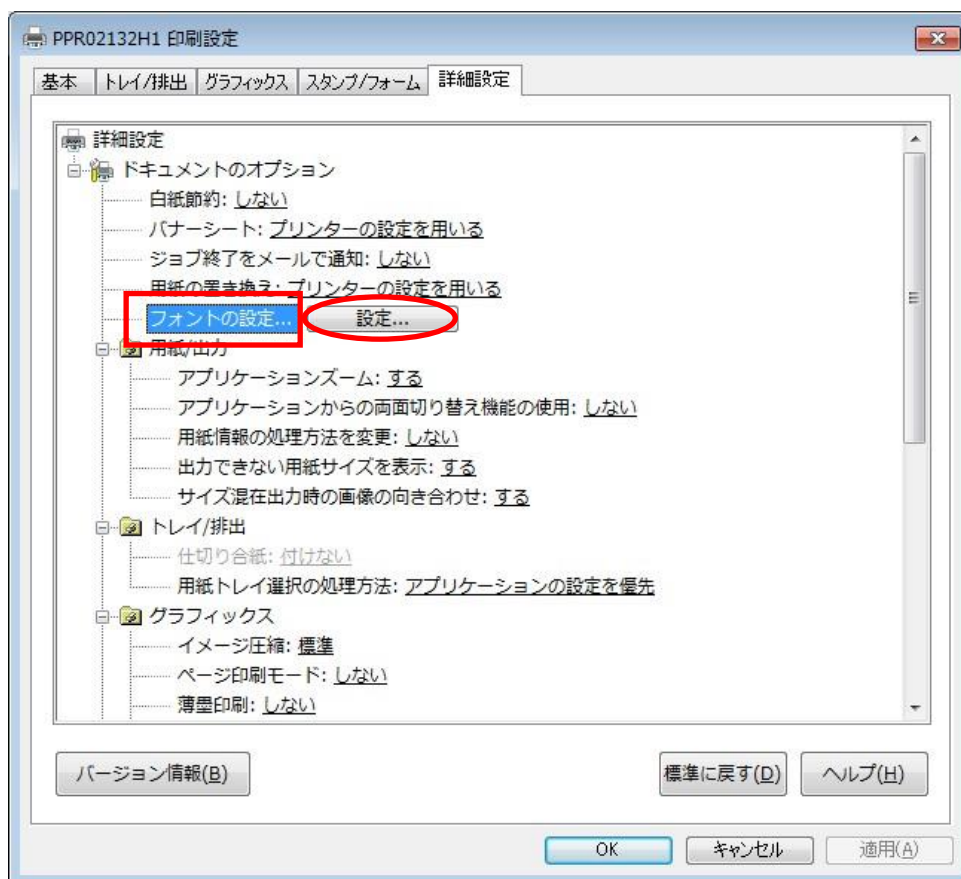 PPR02132H1 印刷設定
基本 トレイ/排出 グラフィックス スタンプ/フォーム 詳細設定
詳細設定
ドキュメントのオプション
白紙節約: しない
バナーシート: プリンターの設定を用いる
ジョブ終了をメールで通知: しない
用紙の置き換え: プリンターの設定を用いる
フォントの設定... 設定...
用紙/出力
アプリケーションズーム: する
アプリケーションからの両面切り替え機能の使用: しない
用紙情報の処理方法を変更: しない
出力できない用紙サイズを表示: する
サイズ混在出力時の画像の向き合わせ: する
トレイ/排出
仕切り合紙: 付けない
用紙トレイ選択の処理方法: アプリケーションの設定を優先
グラフィックス
イメージ圧縮: 標準
ページ印刷モード: しない
薄墨印刷: しない
バージョン情報(B) 標準に戻す(D) ヘルプ(H)
OK キャンセル 適用(A)